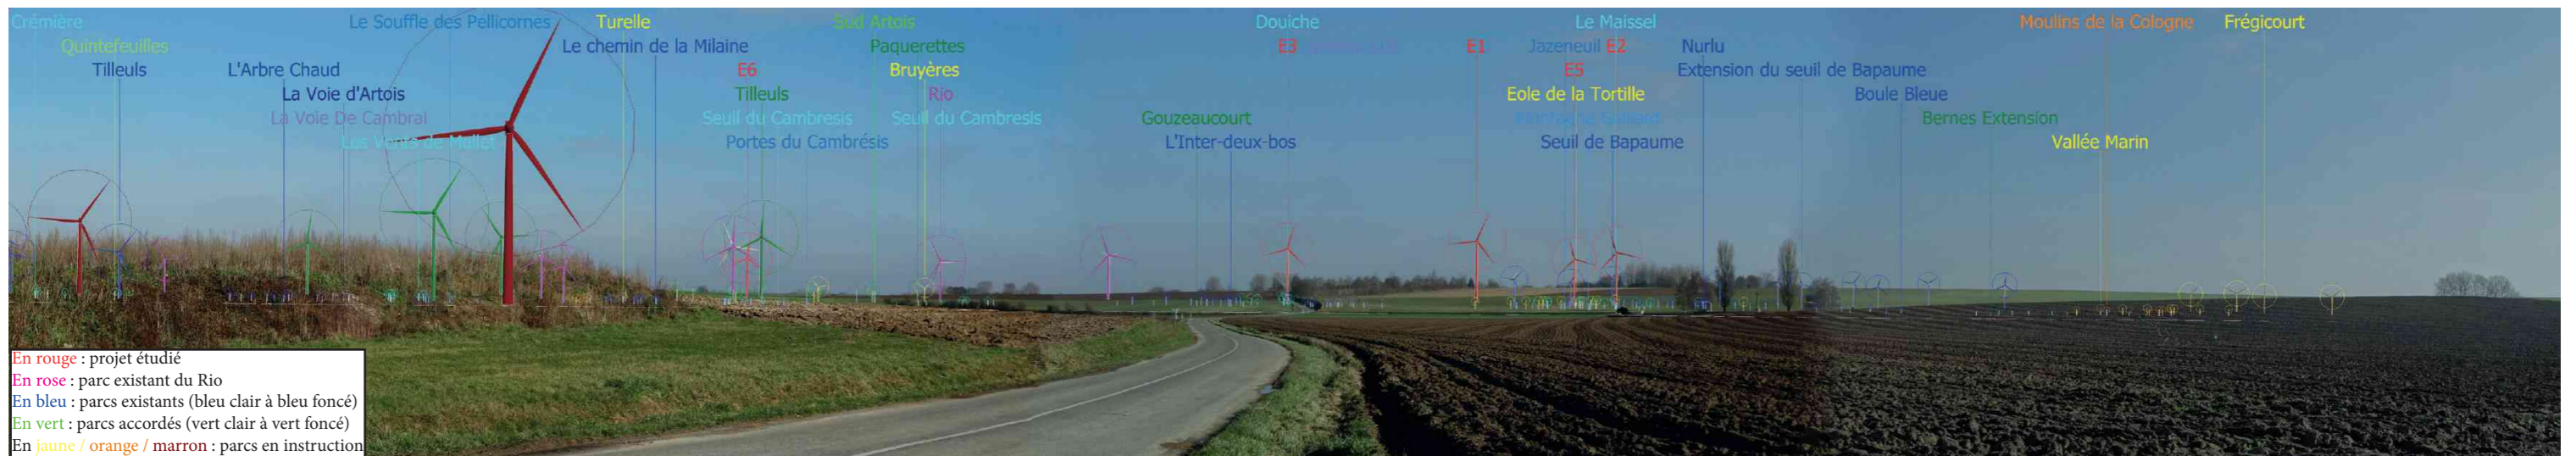 Crémière Le Souffle des Pellicornes Turelle Sud Artois Douiche Le Maissel Moulins de la Cologne Frégicourt
Quintefeuilles Le chemin de la Milaine Paquerettes E3 E1 Jazeneuil E2 Nurlu
Tilleuls L'Arbre Chaud E6 Bruyères E5 Extension du seuil de Bapaume
La Voie d'Artois Tilleuls Rio Eole de la Tortille Boule Bleue
La Voie De Cambrai Seuil du Cambresis Seuil du Cambresis Gouzeaucourt Bernes Extension
Les Vents de Mallet Portes du Cambrésis L'Inter-deux-bos Seuil de Bapaume Vallée Marin
En rouge : projet étudié
En rose : parc existant du Rio
En bleu : parcs existants (bleu clair à bleu foncé)
En vert : parcs accordés (vert clair à vert foncé)
En jaune / orange / marron : parcs en instruction